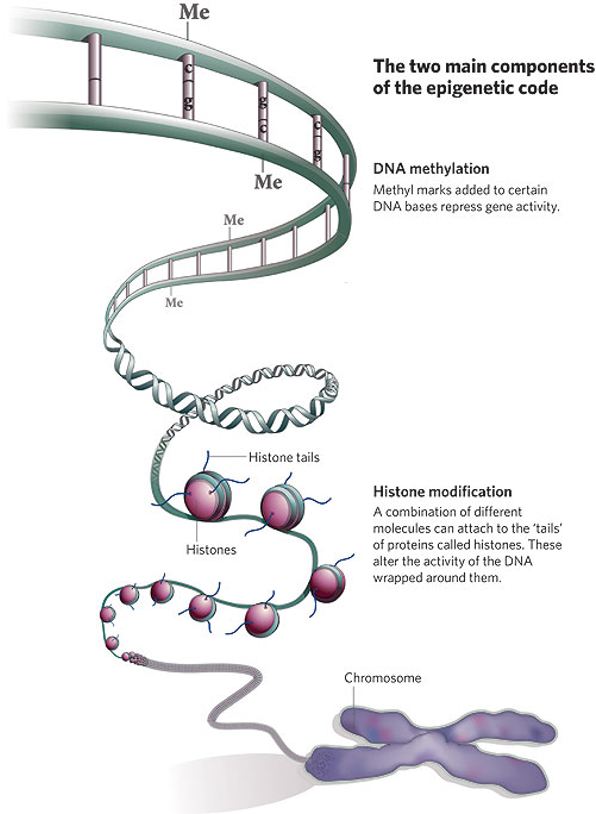 Me
The two main components
of the epigenetic code
c
g
g
c
c
g
DNA methylation
Methyl marks added to certain
DNA bases repress gene activity.
Me
Me
Me
Histone tails
Histones
Histone modification
A combination of different
molecules can attach to the ‘tails’
of proteins called histones. These
alter the activity of the DNA
wrapped around them.
Chromosome